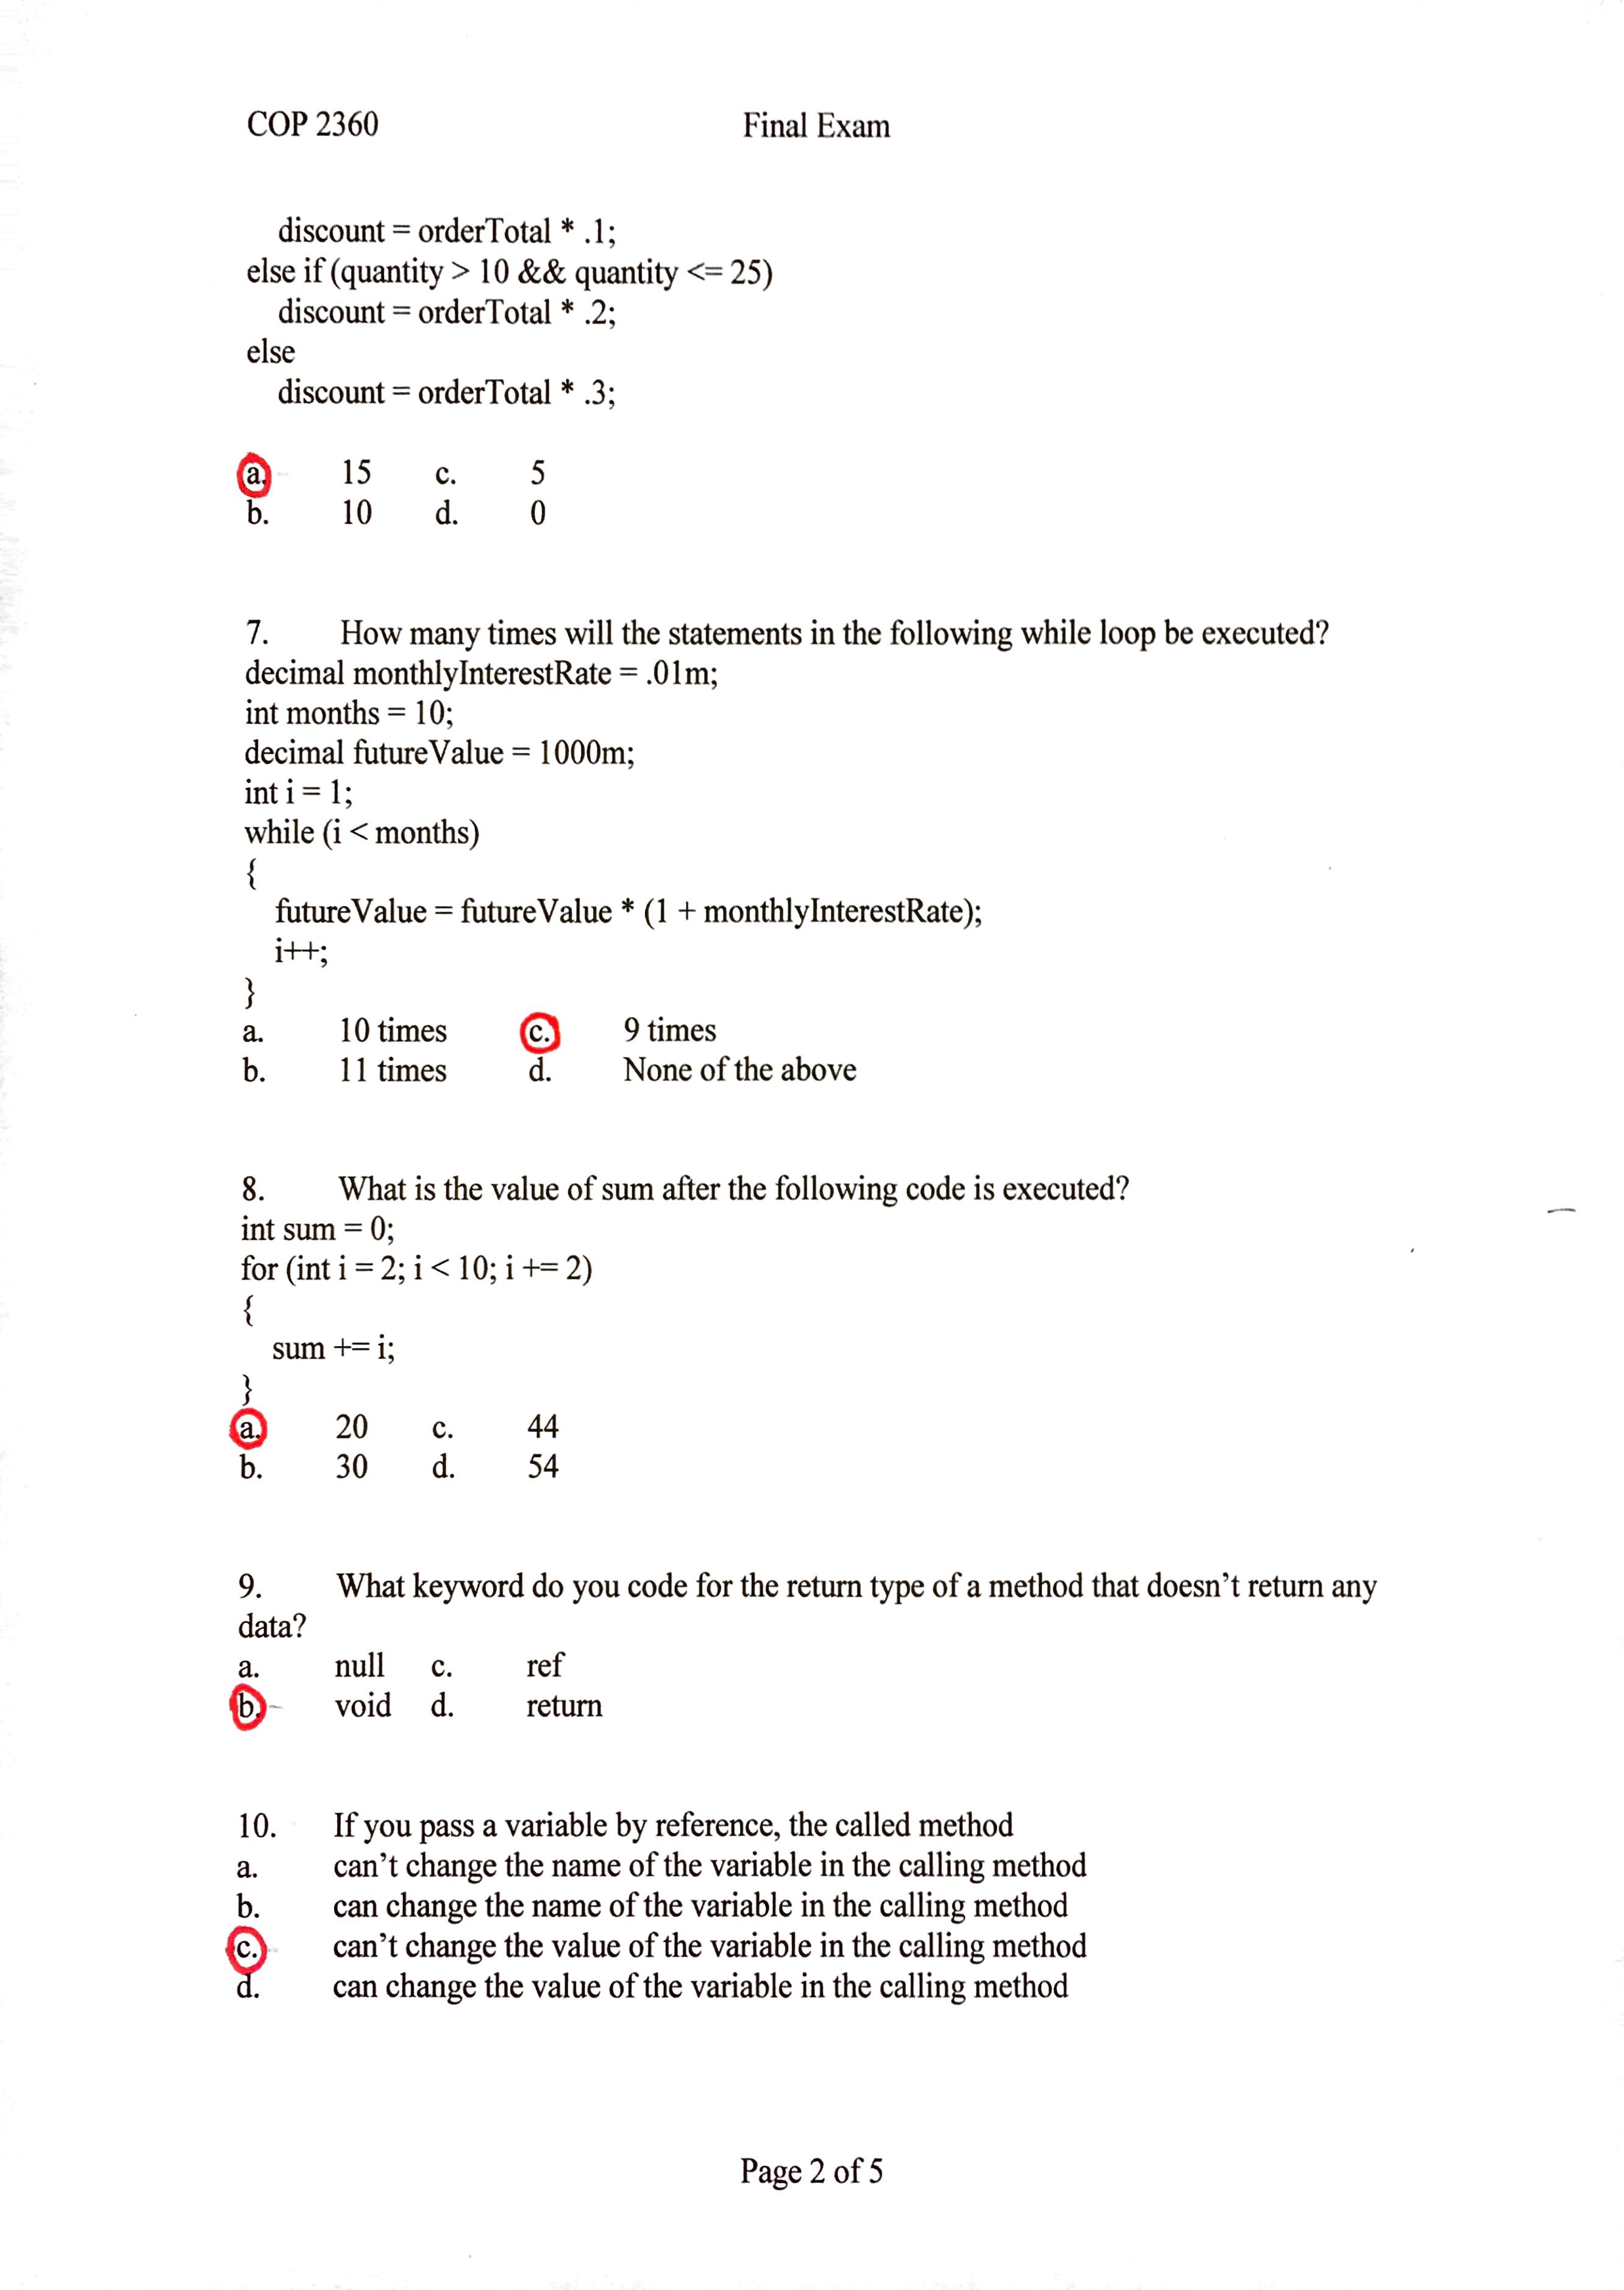 COP 2360 Final Exam
discount = orderTotal * .1;
else if (quantity > 10 && quantity <= 25)
discount = orderTotal * .2;
else
discount = orderTotal * .3;
a. 15 c. 5
b. 10 d. 0
7. How many times will the statements in the following while loop be executed?
decimal monthlyInterestRate = .01m;
int months = 10;
decimal futureValue = 1000m;
int i = 1;
while (i < months)
{
futureValue = futureValue * (1 + monthlyInterestRate);
i++;
}
a. 10 times c. 9 times
b. 11 times d. None of the above
8. What is the value of sum after the following code is executed?
int sum = 0;
for (int i = 2; i < 10; i += 2)
{
sum += i;
}
a. 20 c. 44
b. 30 d. 54
9. What keyword do you code for the return type of a method that doesn’t return any
data?
a. null c. ref
b. void d. return
10. If you pass a variable by reference, the called method
a. can’t change the name of the variable in the calling method
b. can change the name of the variable in the calling method
c. can’t change the value of the variable in the calling method
d. can change the value of the variable in the calling method
Page 2 of 5